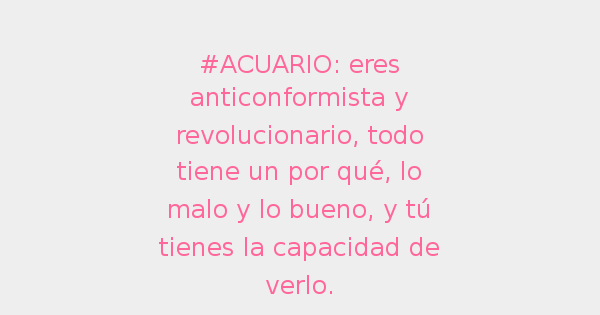 #ACUARIO: eres
anticonformista y
revolucionario, todo
tiene un por qué, lo
malo y lo bueno, y tú
tienes la capacidad de
verlo.